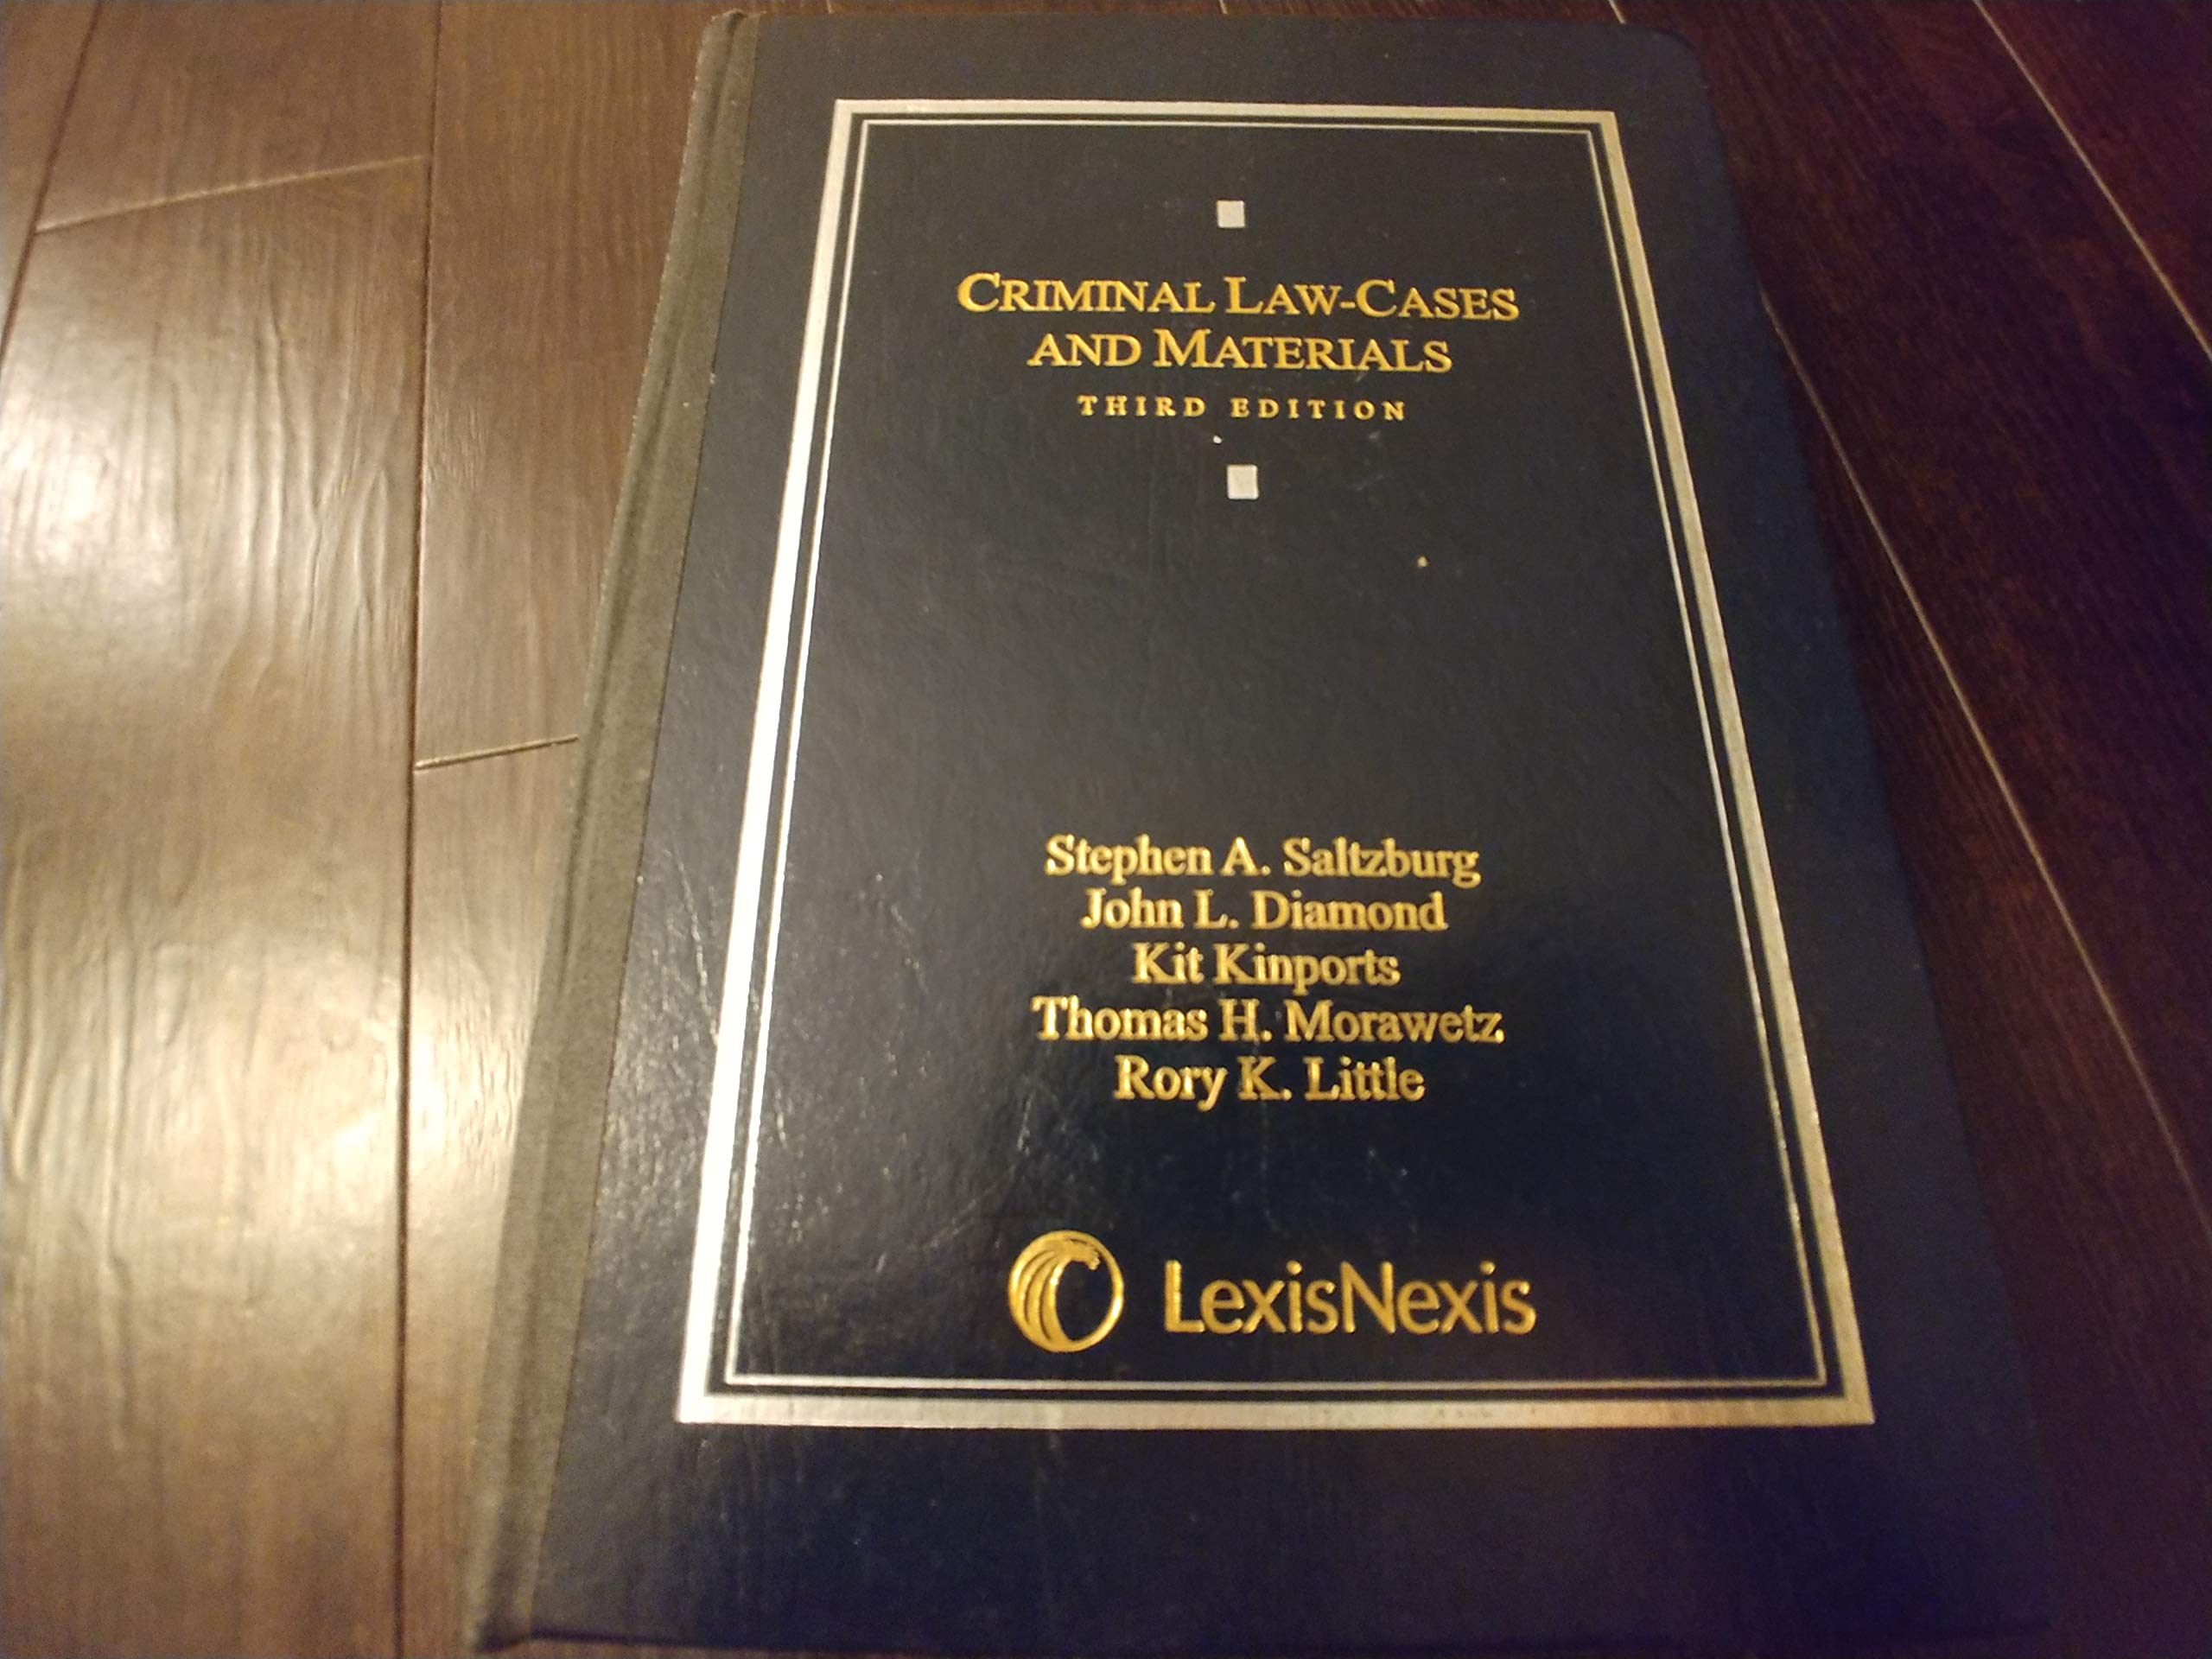 CRIMINAL LAW-CASES
AND MATERIALS
THIRD EDITION
Stephen A. Saltzburg
John L. Diamond
Kit Kinports
Thomas H. Morawetz
Rory K. Little
LexisNexis